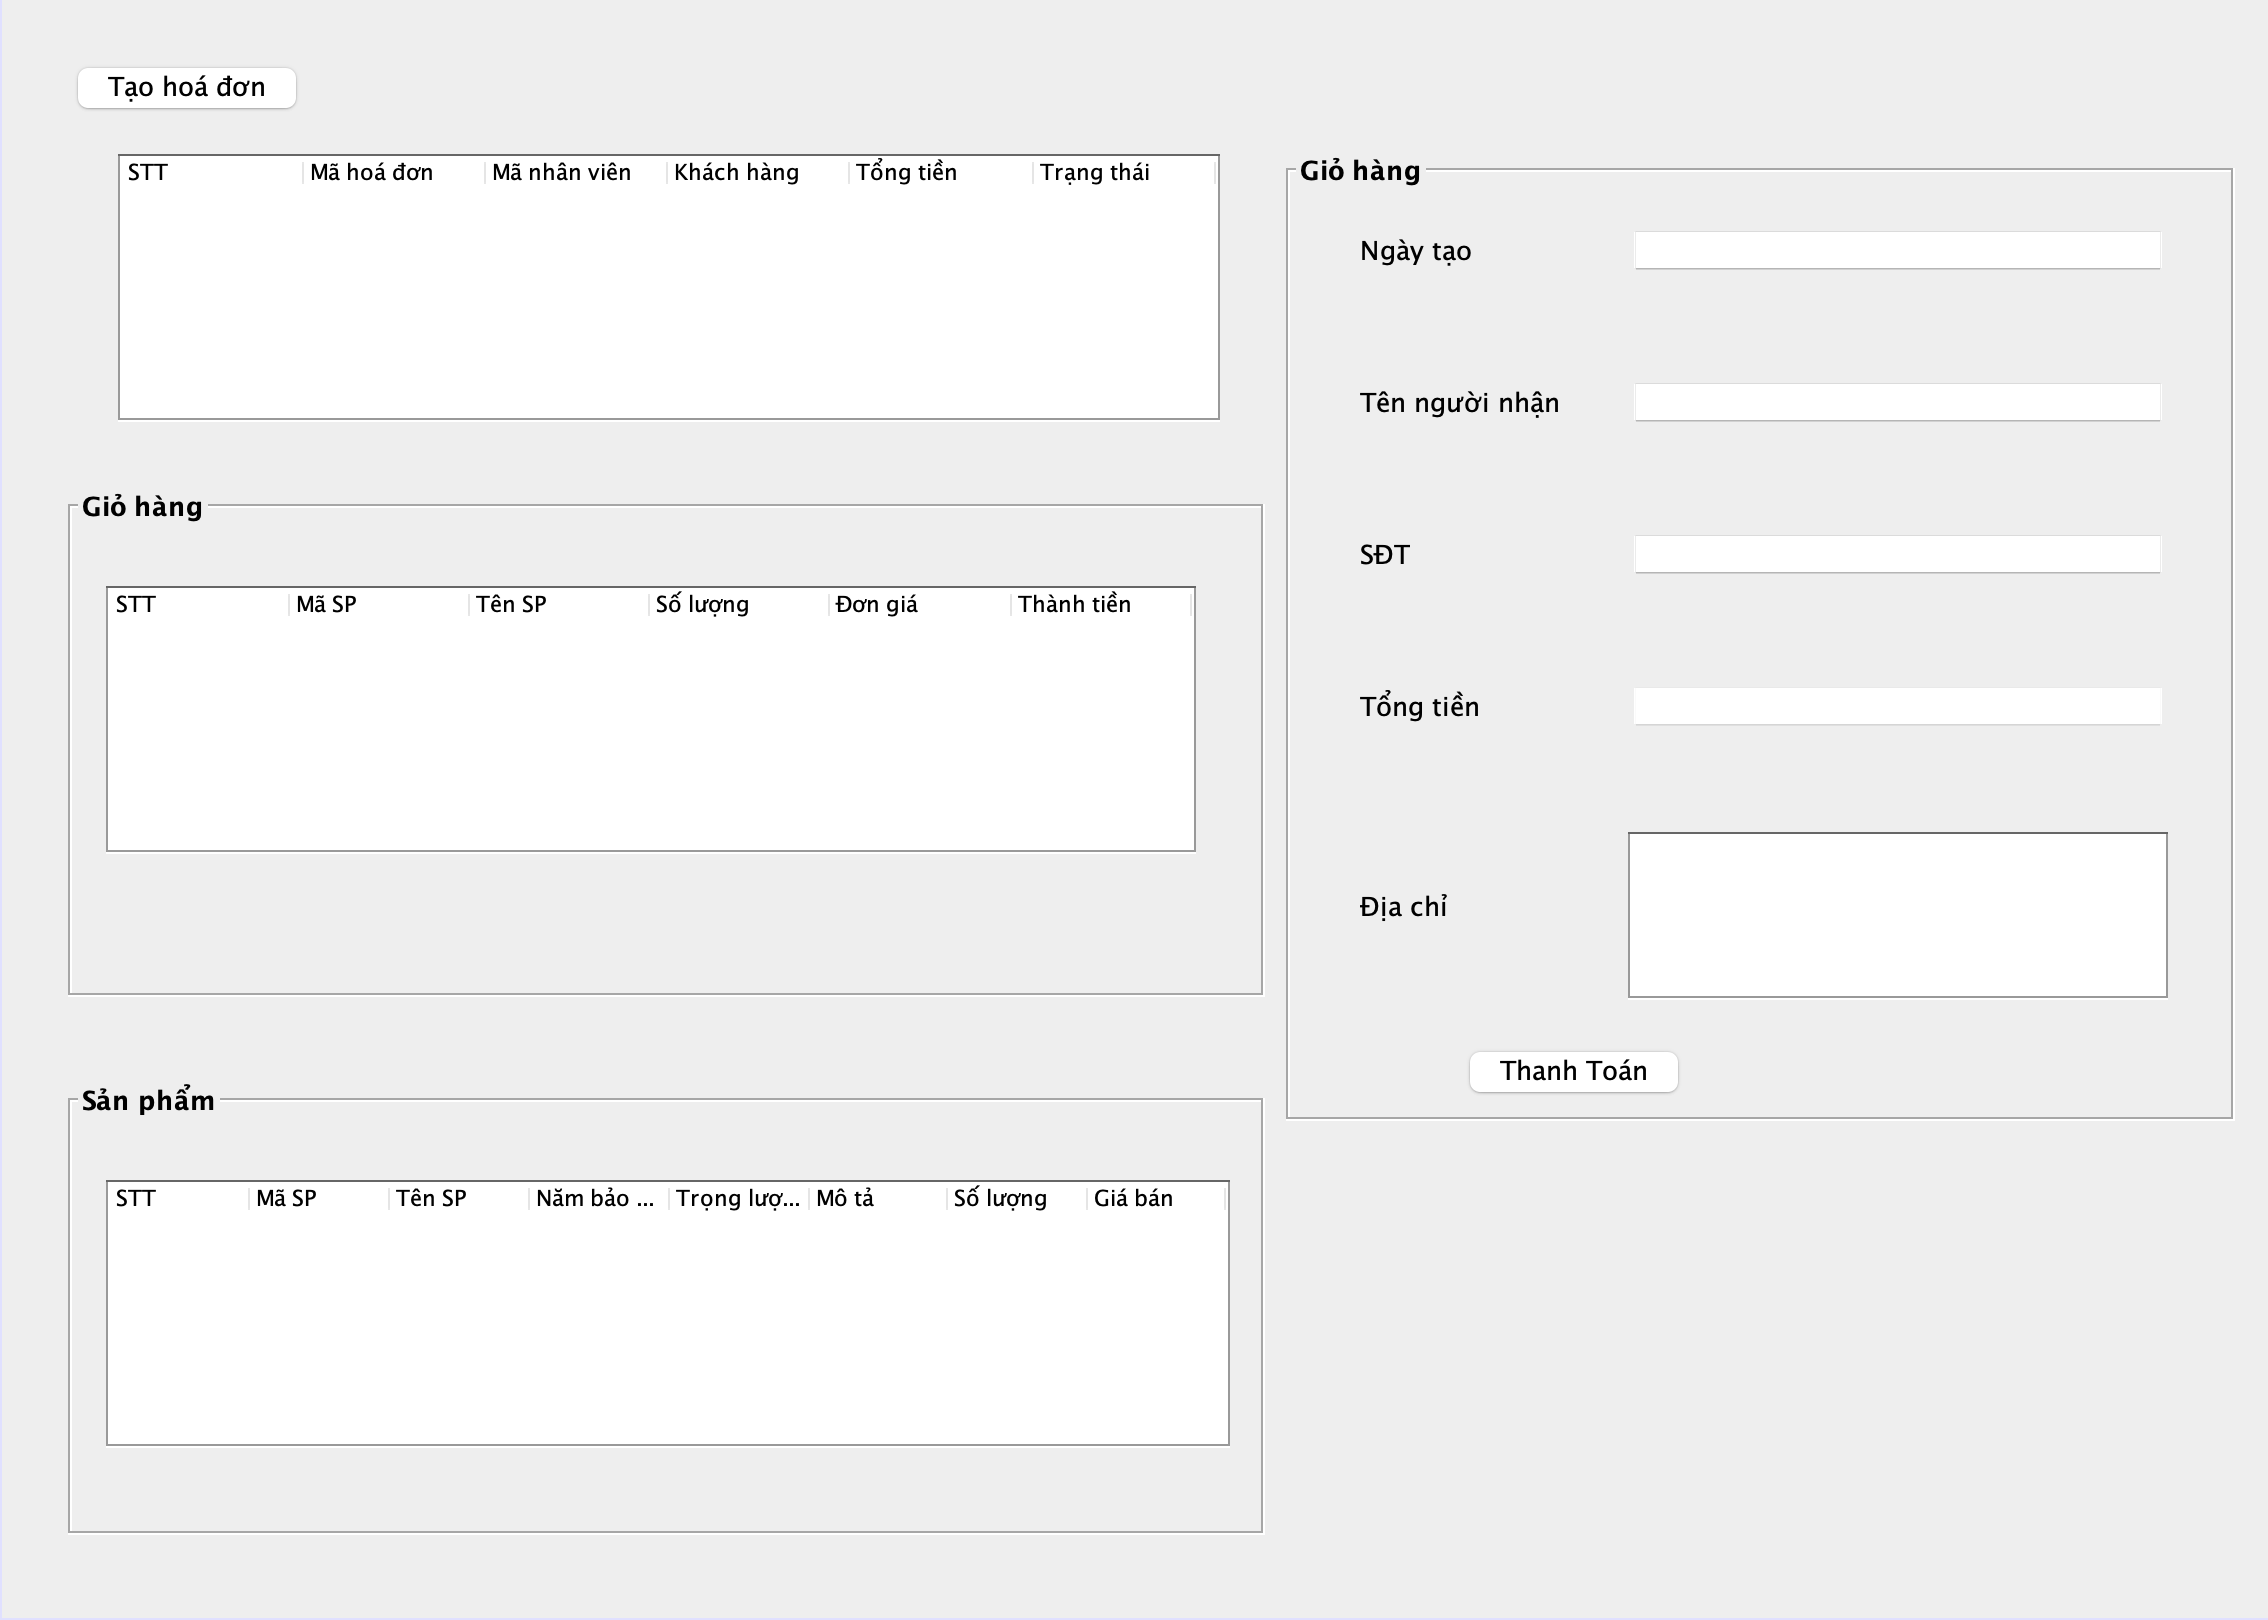 Tạo hoá đơn
STT Mã hoá đơn Mã nhân viên Khách hàng Tổng tiền Trạng thái
Giỏ hàng
STT Mã SP Tên SP Số lượng Đơn giá Thành tiền
Sản phẩm
STT Mã SP Tên SP Năm bảo ... Trọng lượ... Mô tả Số lượng Giá bán
Giỏ hàng
Ngày tạo
Tên người nhận
SĐT
Tổng tiền
Địa chỉ
Thanh Toán